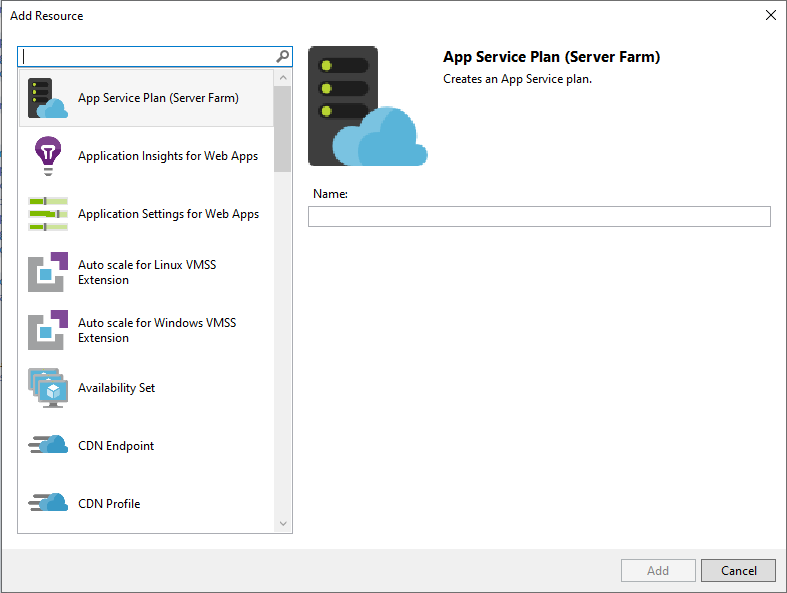 Add Resource
App Service Plan (Server Farm)
Application Insights for Web Apps
Application Settings for Web Apps
Auto scale for Linux VMSS
Extension
Auto scale for Windows VMSS
Extension
Availability Set
CDN Endpoint
CDN Profile
App Service Plan (Server Farm)
Creates an App Service plan.
Name:
Add
Cancel